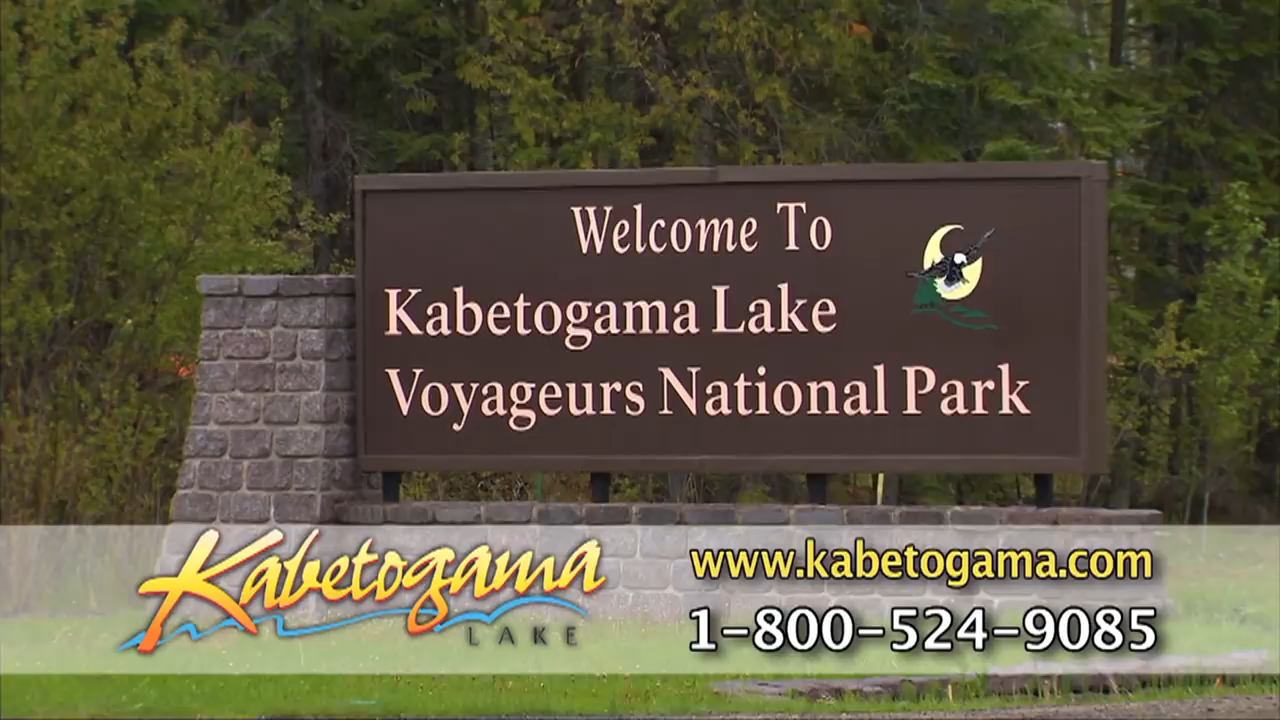 Welcome To
Kabetogama Lake
Voyageurs National Park
Kabetogama
LAKE
www.kabetogama.com
1-800-524-9085